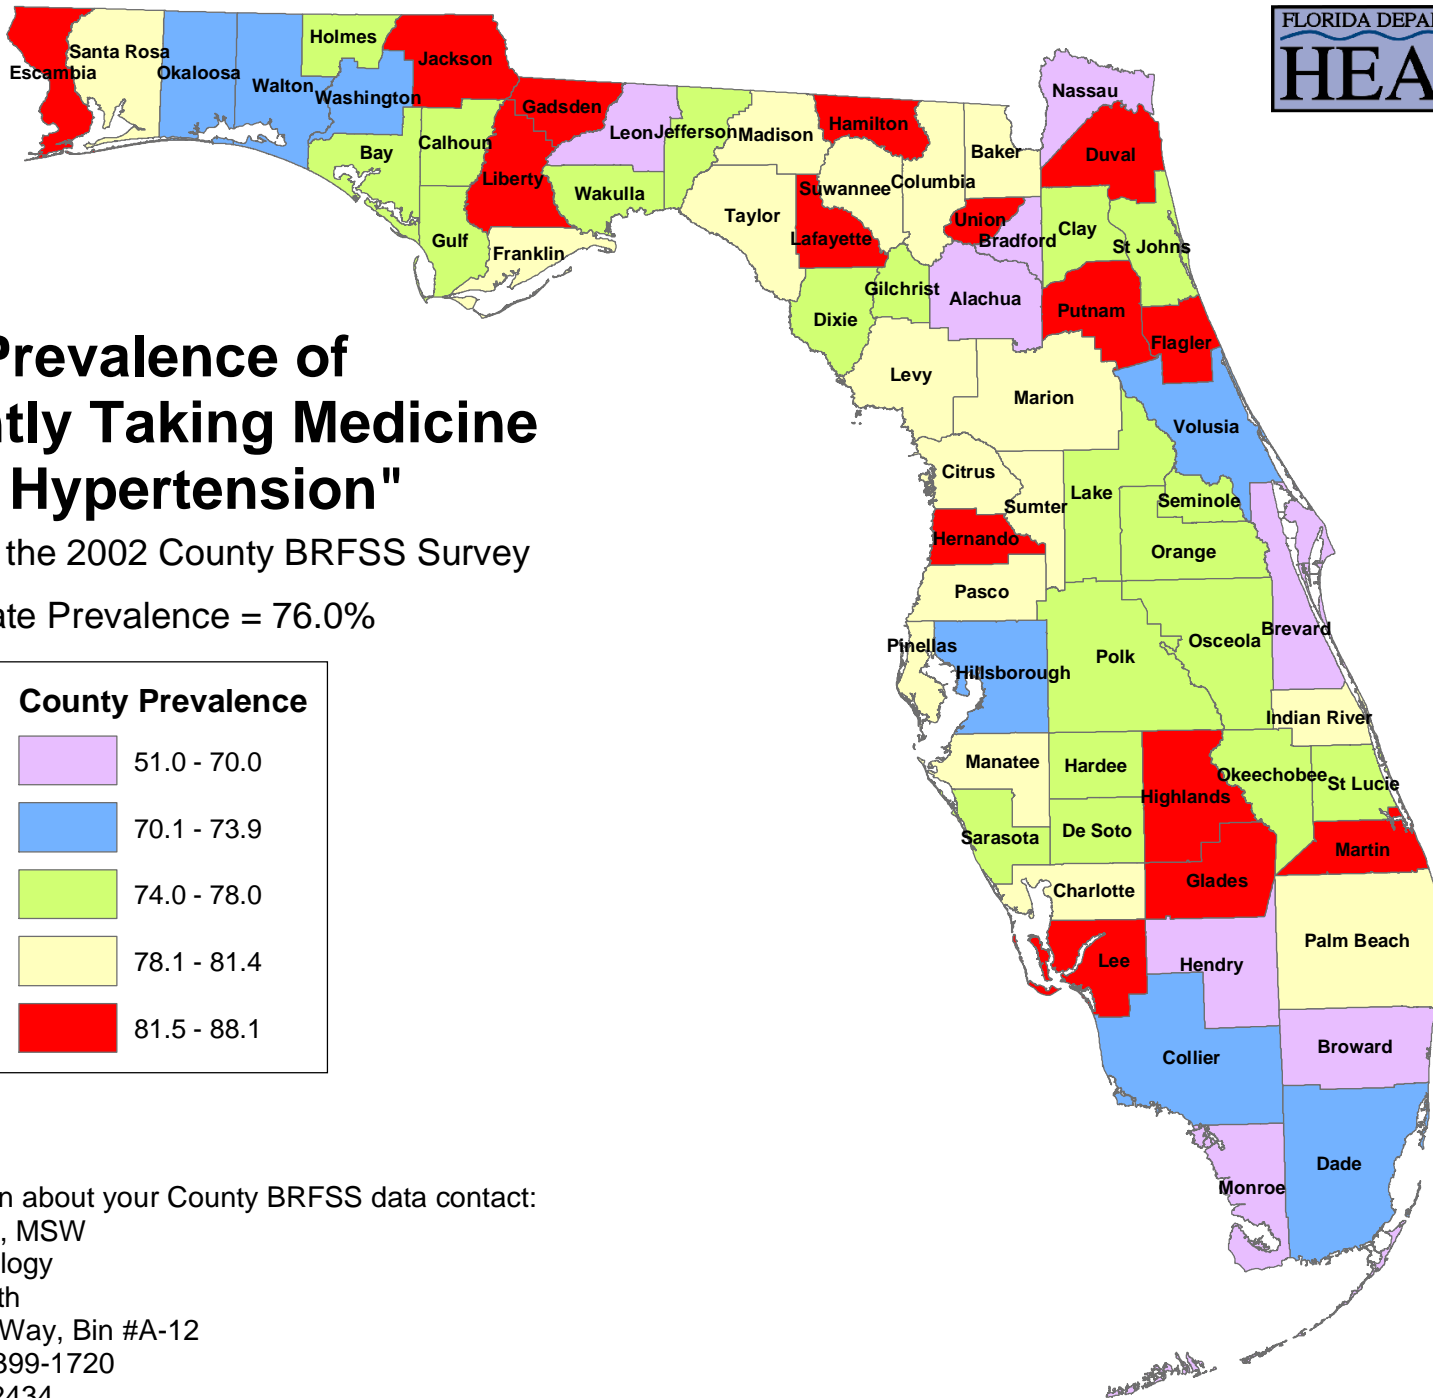 FLORIDA DEPA
HEA
Holmes
Santa Rosa
Jackson
Escambia
Okaloosa
Walton
Washington
Gadsden
Nassau
Leon
Jefferson
Madison
Hamilton
Calhoun
Bay
Baker
Duval
Liberty
Wakulla
Suwannee
Columbia
Taylor
Union
Clay
Gulf
Franklin
Lafayette
Bradford
St Johns
Gilchrist
Alachua
Dixie
Putnam
Flagler
Prevalence of
ntly Taking Medicine
Hypertension"
the 2002 County BRFSS Survey
ate Prevalence = 76.0%
Levy
Marion
Volusia
Citrus
Sumter
Lake
Seminole
Hernando
Orange
Pasco
Brevard
Pinellas
Osceola
Polk
Hillsborough
Indian River
Manatee
Hardee
Okeechobee
St Lucie
Highlands
Sarasota
De Soto
Martin
Charlotte
Glades
Palm Beach
Lee
Hendry
Broward
Collier
Dade
Monroe
County Prevalence
51.0 - 70.0
70.1 - 73.9
74.0 - 78.0
78.1 - 81.4
81.5 - 88.1
n about your County BRFSS data contact:
, MSW
logy
th
Way, Bin #A-12
399-1720
2434